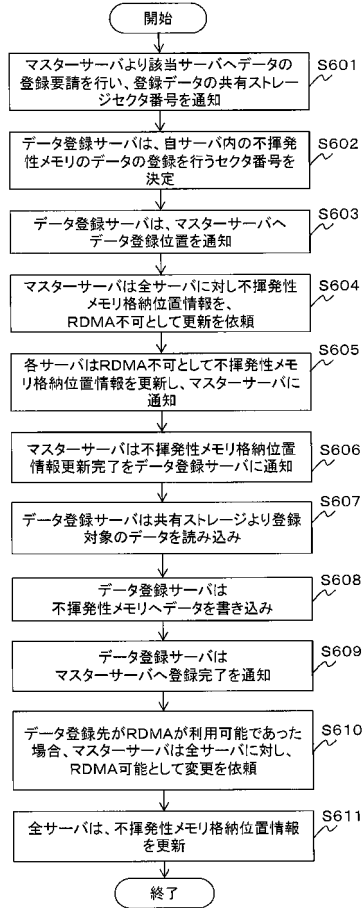 開始
マスターサーバより該当サーバへデータの
登録要請を行い、登録データの共有ストレー
ジセクタ番号を通知
S601
データ登録サーバは、自サーバ内の不揮発
性メモリのデータの登録を行うセクタ番号を
決定
S602
データ登録サーバは、マスターサーバへ
データ登録位置を通知
S603
マスターサーバは全サーバに対し不揮発性
メモリ格納位置情報を、
RDMA不可として更新を依頼
S604
各サーバはRDMA不可として不揮発性メモ
リ格納位置情報を更新し、マスターサーバに
通知
S605
マスターサーバは不揮発性メモリ格納位置
情報更新完了をデータ登録サーバに通知
S606
データ登録サーバは共有ストレージより登録
対象のデータを読み込み
S607
データ登録サーバは
不揮発性メモリへデータを書き込み
S608
データ登録サーバは
マスターサーバへ登録完了を通知
S609
データ登録先がRDMAが利用可能であった
場合、マスターサーバは全サーバに対し、
RDMA可能として変更を依頼
S610
全サーバは、不揮発性メモリ格納位置情報
を更新
S611
終了